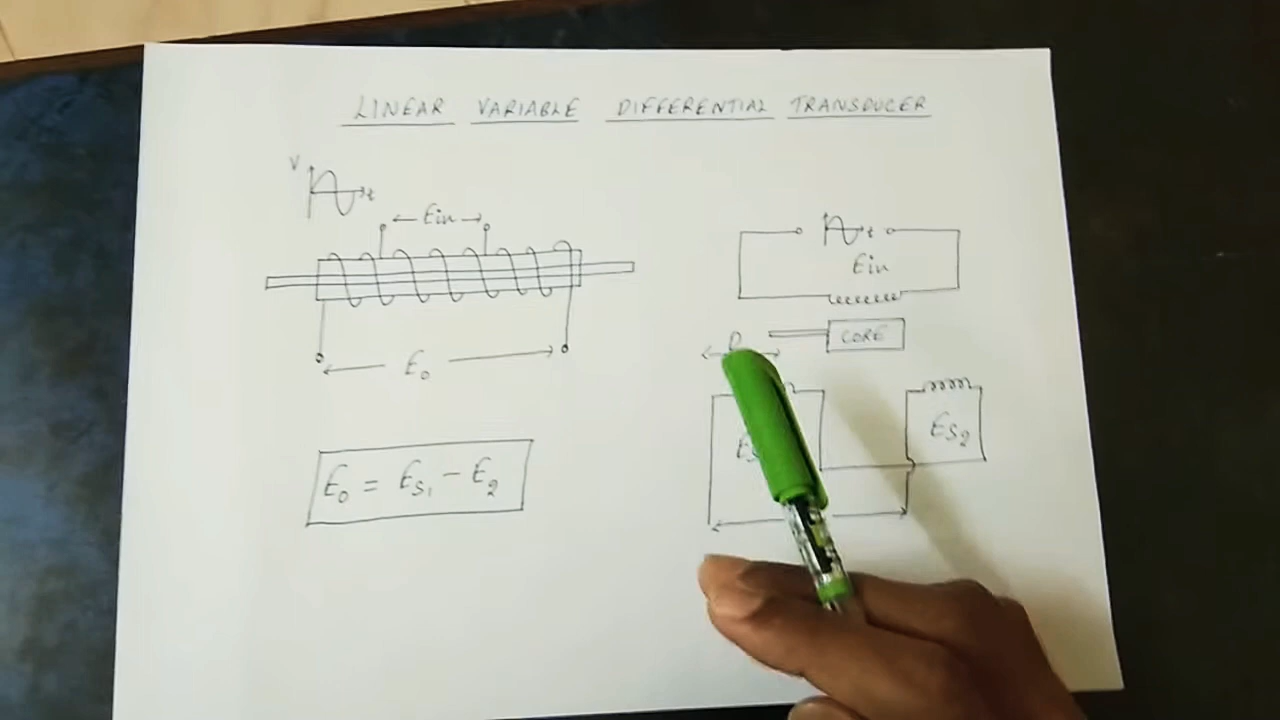 LINEAR VARIABLE DIFFERENTIAL TRANSDUCER
V
t
Ein
E₀
E₀ = ES₁ - E₂
t
Ein
CORE
ES₂